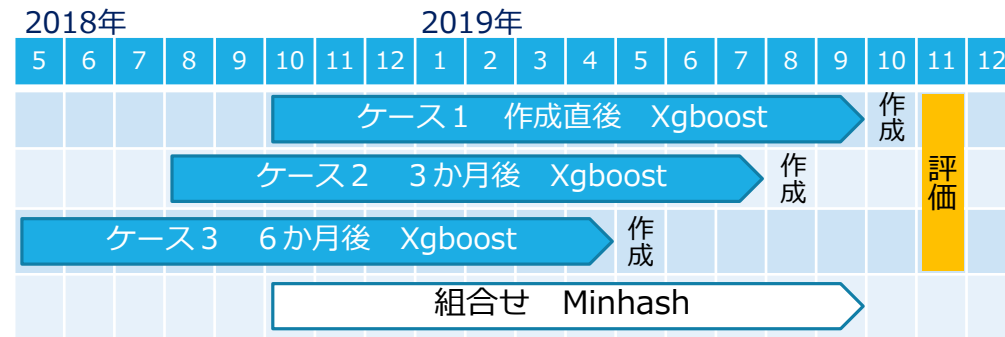 2018年 2019年
5 6 7 8 9 10 11 12 1 2 3 4 5 6 7 8 9 10 11 12
ケース１　作成直後　Xgboost
作成
ケース２　３か月後　Xgboost
作成
評価
ケース３　６か月後　Xgboost
作成
組合せ　Minhash